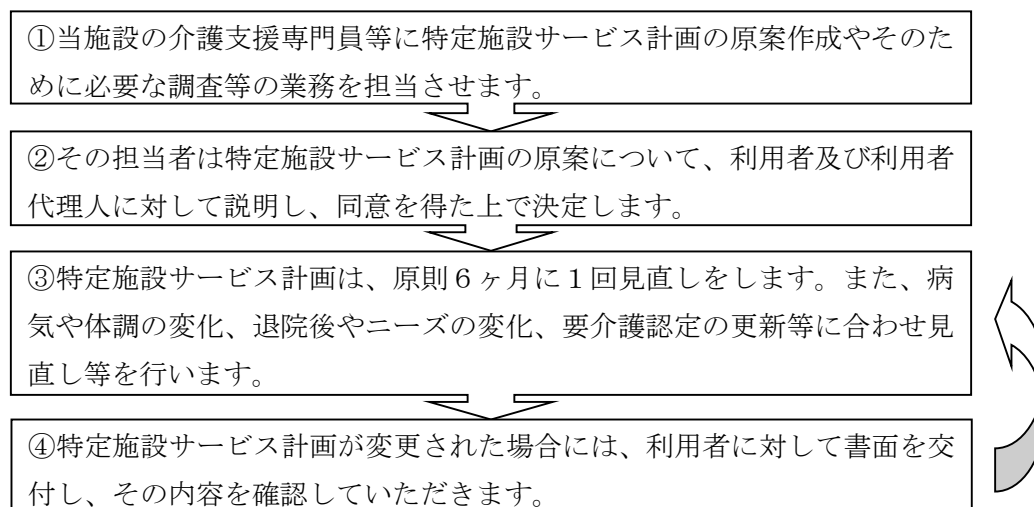 ①当施設の介護支援専門員等に特定施設サービス計画の原案作成やそのた
めに必要な調査等の業務を担当させます。
②その担当者は特定施設サービス計画の原案について、利用者及び利用者
代理人に対して説明し、同意を得た上で決定します。
③特定施設サービス計画は、原則６ヶ月に１回見直しをします。また、病
気や体調の変化、退院後やニーズの変化、要介護認定の更新等に合わせ見
直し等を行います。
④特定施設サービス計画が変更された場合には、利用者に対して書面を交
付し、その内容を確認していただきます。